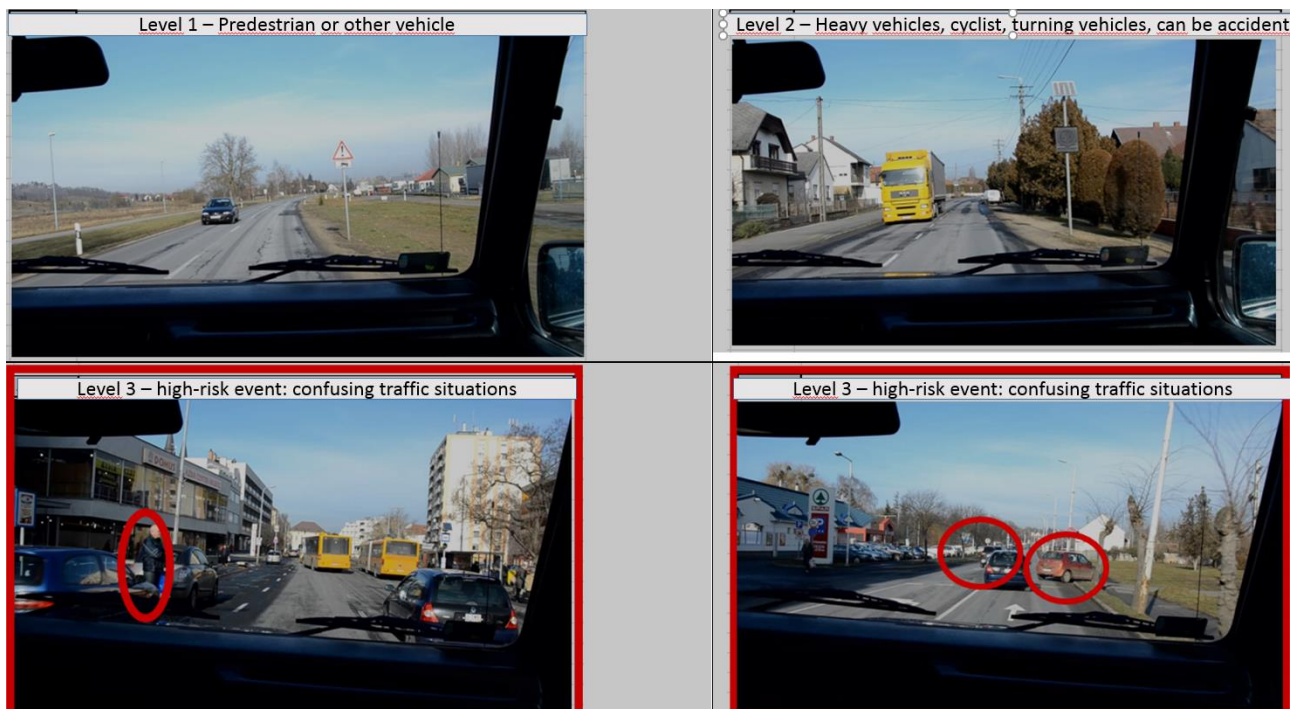 Level 1 – Predestrian or other vehicle
Level 2 – Heavy vehicles, cyclist, turning vehicles, can be accident
Level 3 – high-risk event: confusing traffic situations
Level 3 – high-risk event: confusing traffic situations